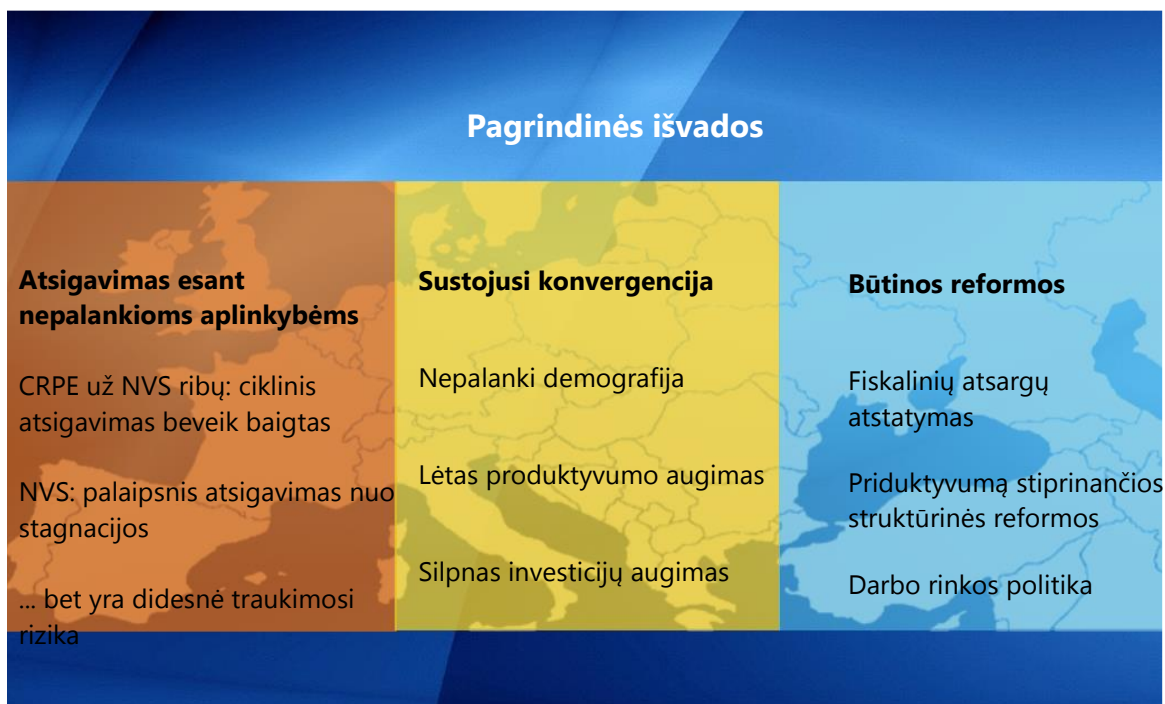 Pagrindinės išvados
Atsigavimas esant
nepalankioms aplinkybėms
CRPE už NVS ribų: ciklinis
atsigavimas beveik baigtas
NVS: palaipsnis atsigavimas nuo
stagnacijos
... bet yra didesnė traukimosi
rizika
Sustojusi konvergencija
Nepalanki demografija
Lėtas produktyvumo augimas
Silpnas investicijų augimas
Būtinos reformos
Fiskalinių atsargų
atstatymas
Priduktyvumą stiprinančios
struktūrinės reformos
Darbo rinkos politika